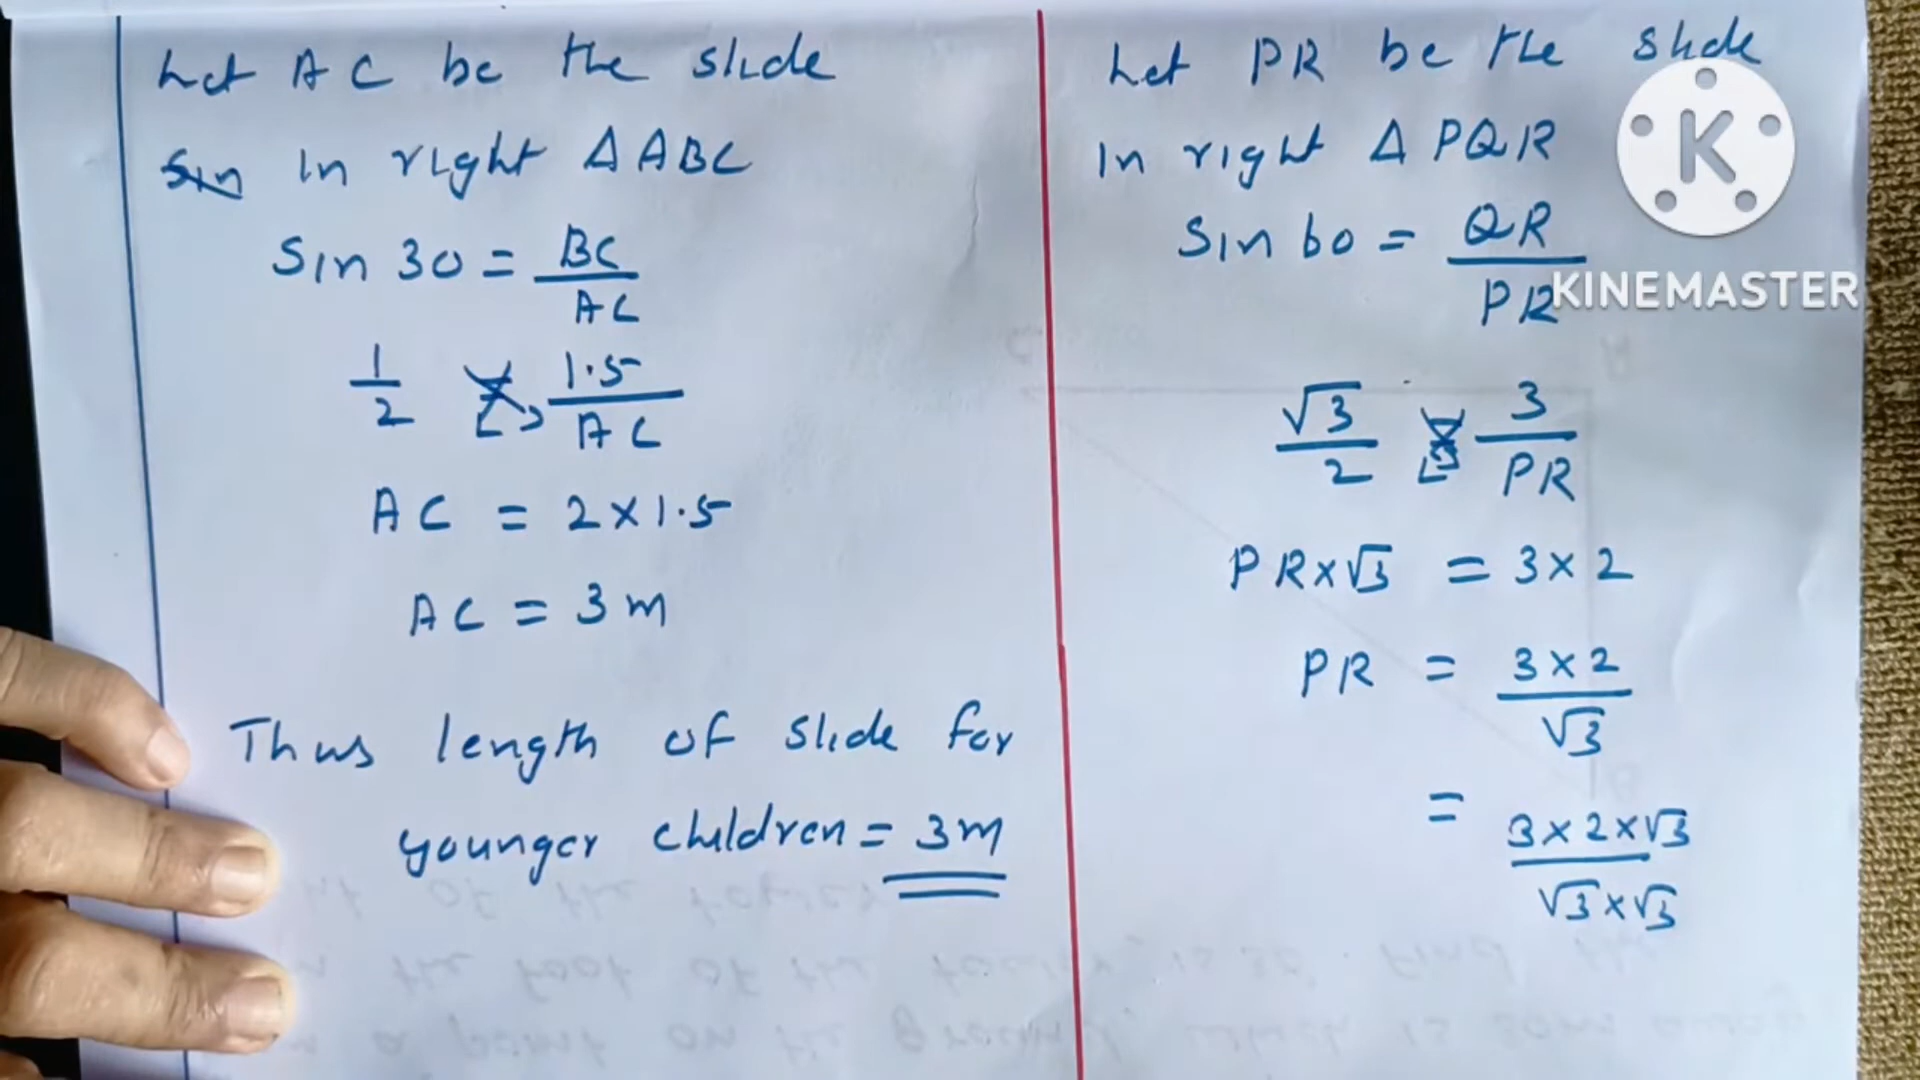 Let AC be the slide
Sin In right Δ ABC
Sin 30 = BC / AC
1/2 = 1.5 / AC
AC = 2 × 1.5
AC = 3 m
Thus length of slide for
younger children = 3m
Let PR be the slide
In right Δ PQR
Sin 60 = QR / PR
√3/2 = 3 / PR
PR × √3 = 3 × 2
PR = 3 × 2 / √3
= 3 × 2 × √3 / √3 × √3
K
KINEMASTER